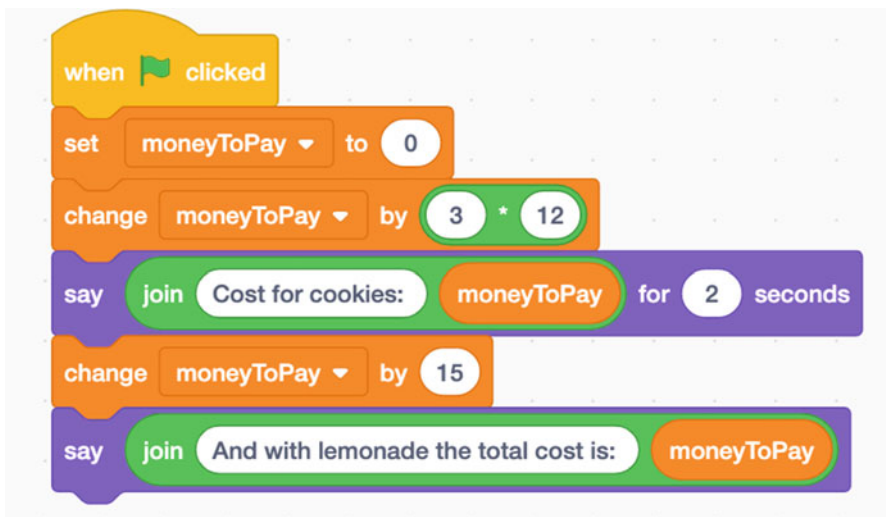 when clicked
set moneyToPay to 0
change moneyToPay by 3 * 12
say join Cost for cookies: moneyToPay for 2 seconds
change moneyToPay by 15
say join And with lemonade the total cost is: moneyToPay